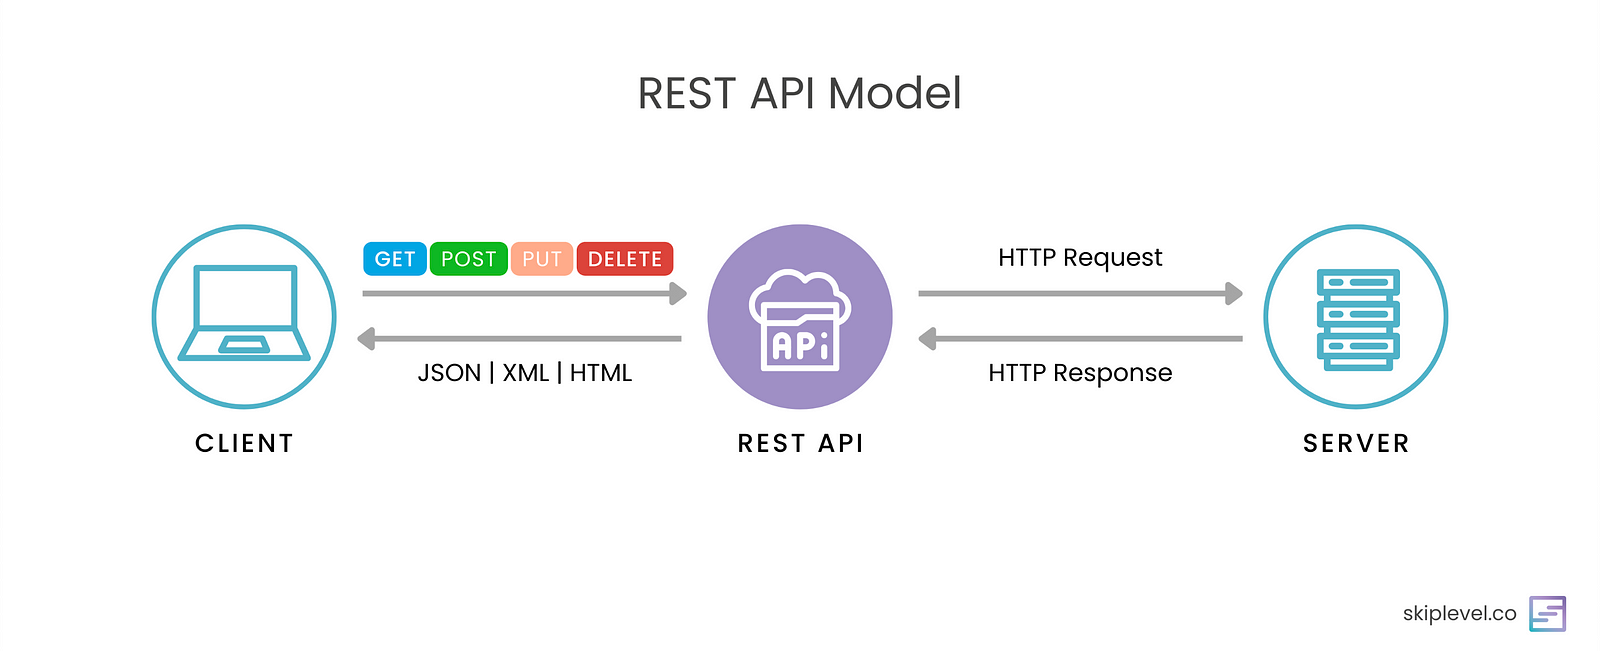 REST API Model
GET POST PUT DELETE
HTTP Request
API
JSON | XML | HTML
HTTP Response
CLIENT
REST API
SERVER
skiplevel.co